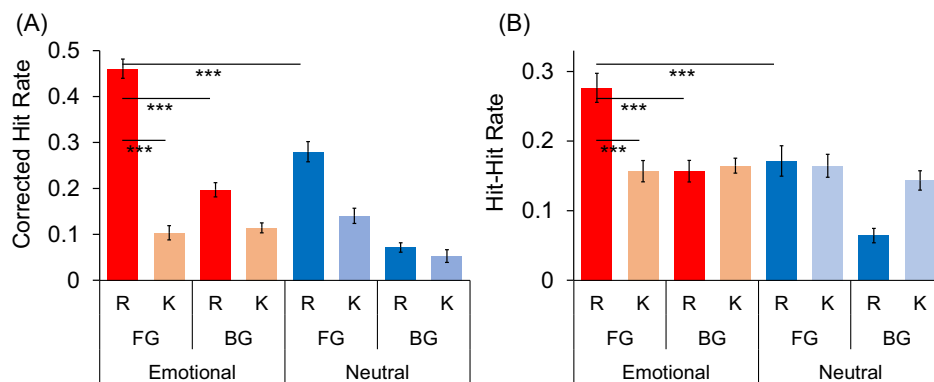 (A)
Corrected Hit Rate
0.5
0.4
0.3
0.2
0.1
0
***
***
***
R K R K R K R K
FG BG FG BG
Emotional Neutral
(B)
Hit-Hit Rate
0.3
0.2
0.1
0
***
***
***
R K R K R K R K
FG BG FG BG
Emotional Neutral